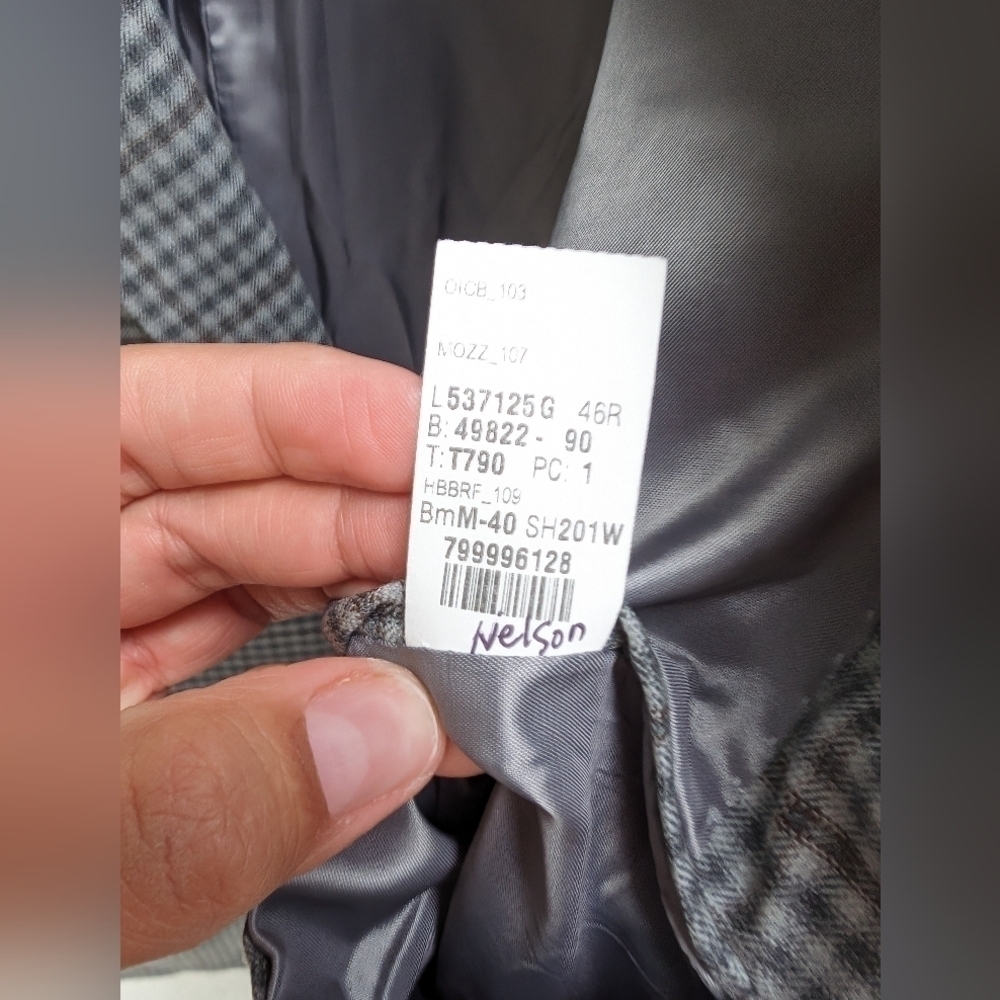 OICB_103
MOZZ_107
L537125G 46R
B: 49822- 90
T: T790 PC: 1
HBBRF_109
BmM-40 SH201W
799996128
Nelson